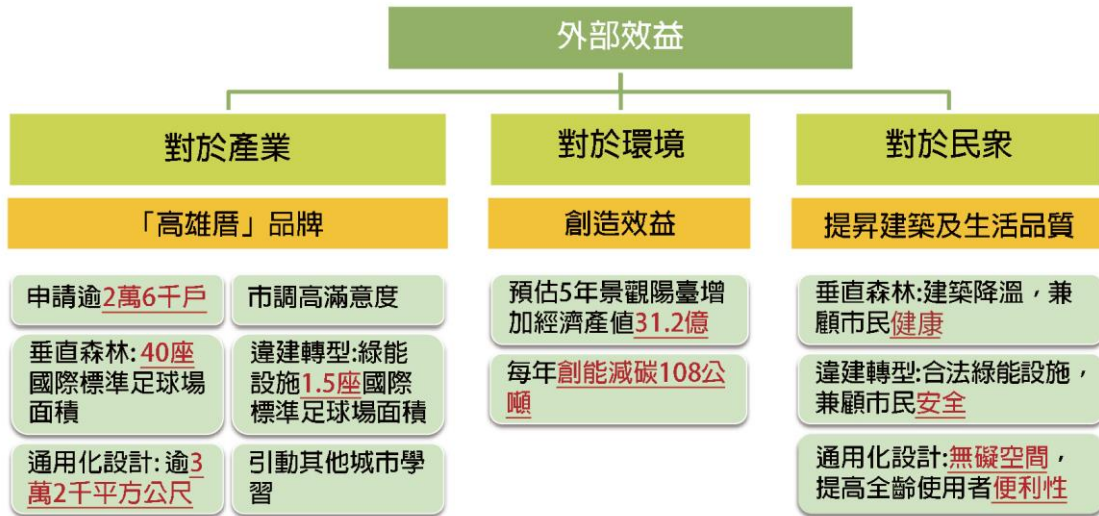 外部效益
對於產業
「高雄厝」品牌
申請逾2萬6千戶
市調高滿意度
垂直森林: 40座
國際標準足球場
面積
違建轉型:綠能
設施1.5座國際
標準足球場面積
通用化設計: 逾3
萬2千平方公尺
引動其他城市學
習
對於環境
創造效益
預估5年景觀陽臺增
加經濟產值31.2億
每年創能減碳108公
噸
對於民眾
提昇建築及生活品質
垂直森林:建築降溫，兼
顧市民健康
違建轉型:合法綠能設施，
兼顧市民安全
通用化設計:無礙空間，
提高全齡使用者便利性